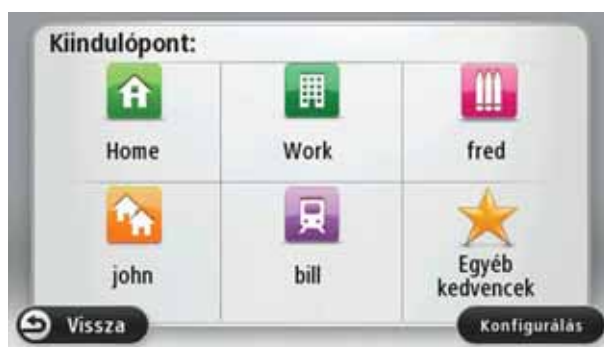 Kiindulópont:
Home
Work
fred
john
bill
Egyéb
kedvencek
Vissza
Konfigurálás